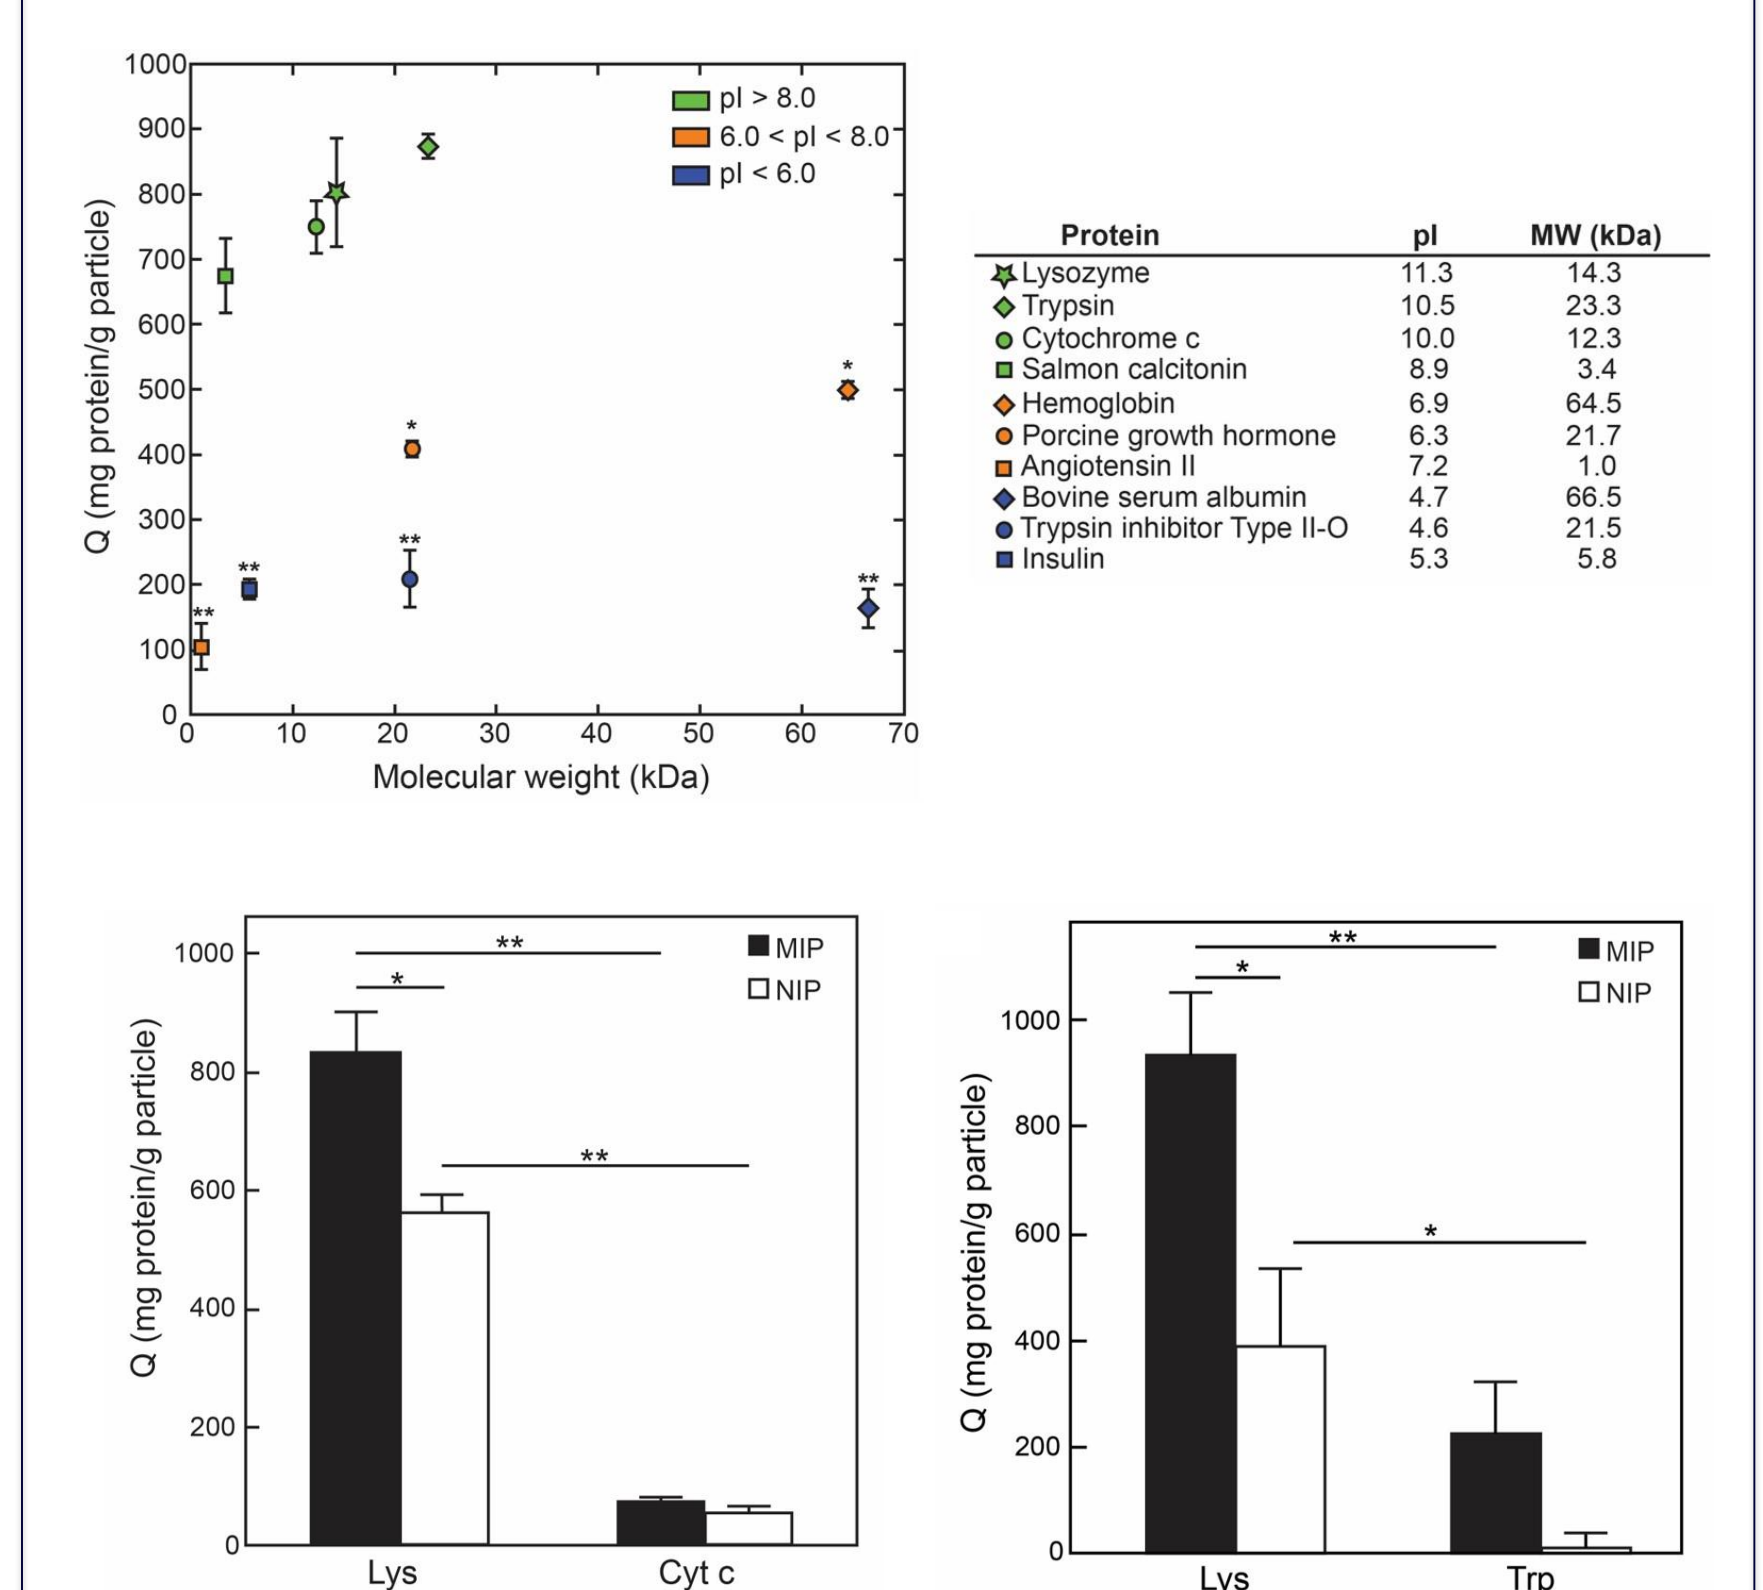 1000
900
800
700
600
500
400
300
200
100
0
Q (mg protein/g particle)
pI > 8.0
6.0 < pI < 8.0
pI < 6.0
*
*
**
**
**
**
0 10 20 30 40 50 60 70
Molecular weight (kDa)
Protein pI MW (kDa)
Lysozyme 11.3 14.3
Trypsin 10.5 23.3
Cytochrome c 10.0 12.3
Salmon calcitonin 8.9 3.4
Hemoglobin 6.9 64.5
Porcine growth hormone 6.3 21.7
Angiotensin II 7.2 1.0
Bovine serum albumin 4.7 66.5
Trypsin inhibitor Type II-O 4.6 21.5
Insulin 5.3 5.8
1000
800
600
400
200
0
Q (mg protein/g particle)
**
*
**
MIP
NIP
Lys Cyt c
1000
800
600
400
200
0
Q (mg protein/g particle)
**
*
*
MIP
NIP
Lys Trp